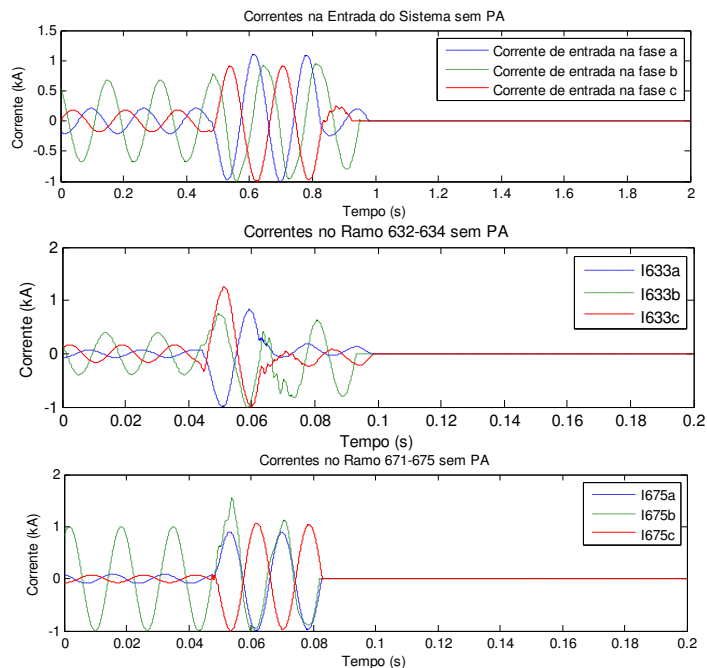 Correntes na Entrada do Sistema sem PA
Corrente (kA)
1.5
1
0.5
0
-0.5
-1
Corrente de entrada na fase a
Corrente de entrada na fase b
Corrente de entrada na fase c
0 0.2 0.4 0.6 0.8 1 1.2 1.4 1.6 1.8 2
Tempo (s)
Correntes no Ramo 632-634 sem PA
Corrente (kA)
2
1
0
-1
I633a
I633b
I633c
0 0.02 0.04 0.06 0.08 0.1 0.12 0.14 0.16 0.18 0.2
Tempo (s)
Correntes no Ramo 671-675 sem PA
Corrente (kA)
2
1
0
-1
I675a
I675b
I675c
0 0.02 0.04 0.06 0.08 0.1 0.12 0.14 0.16 0.18 0.2
Tempo (s)